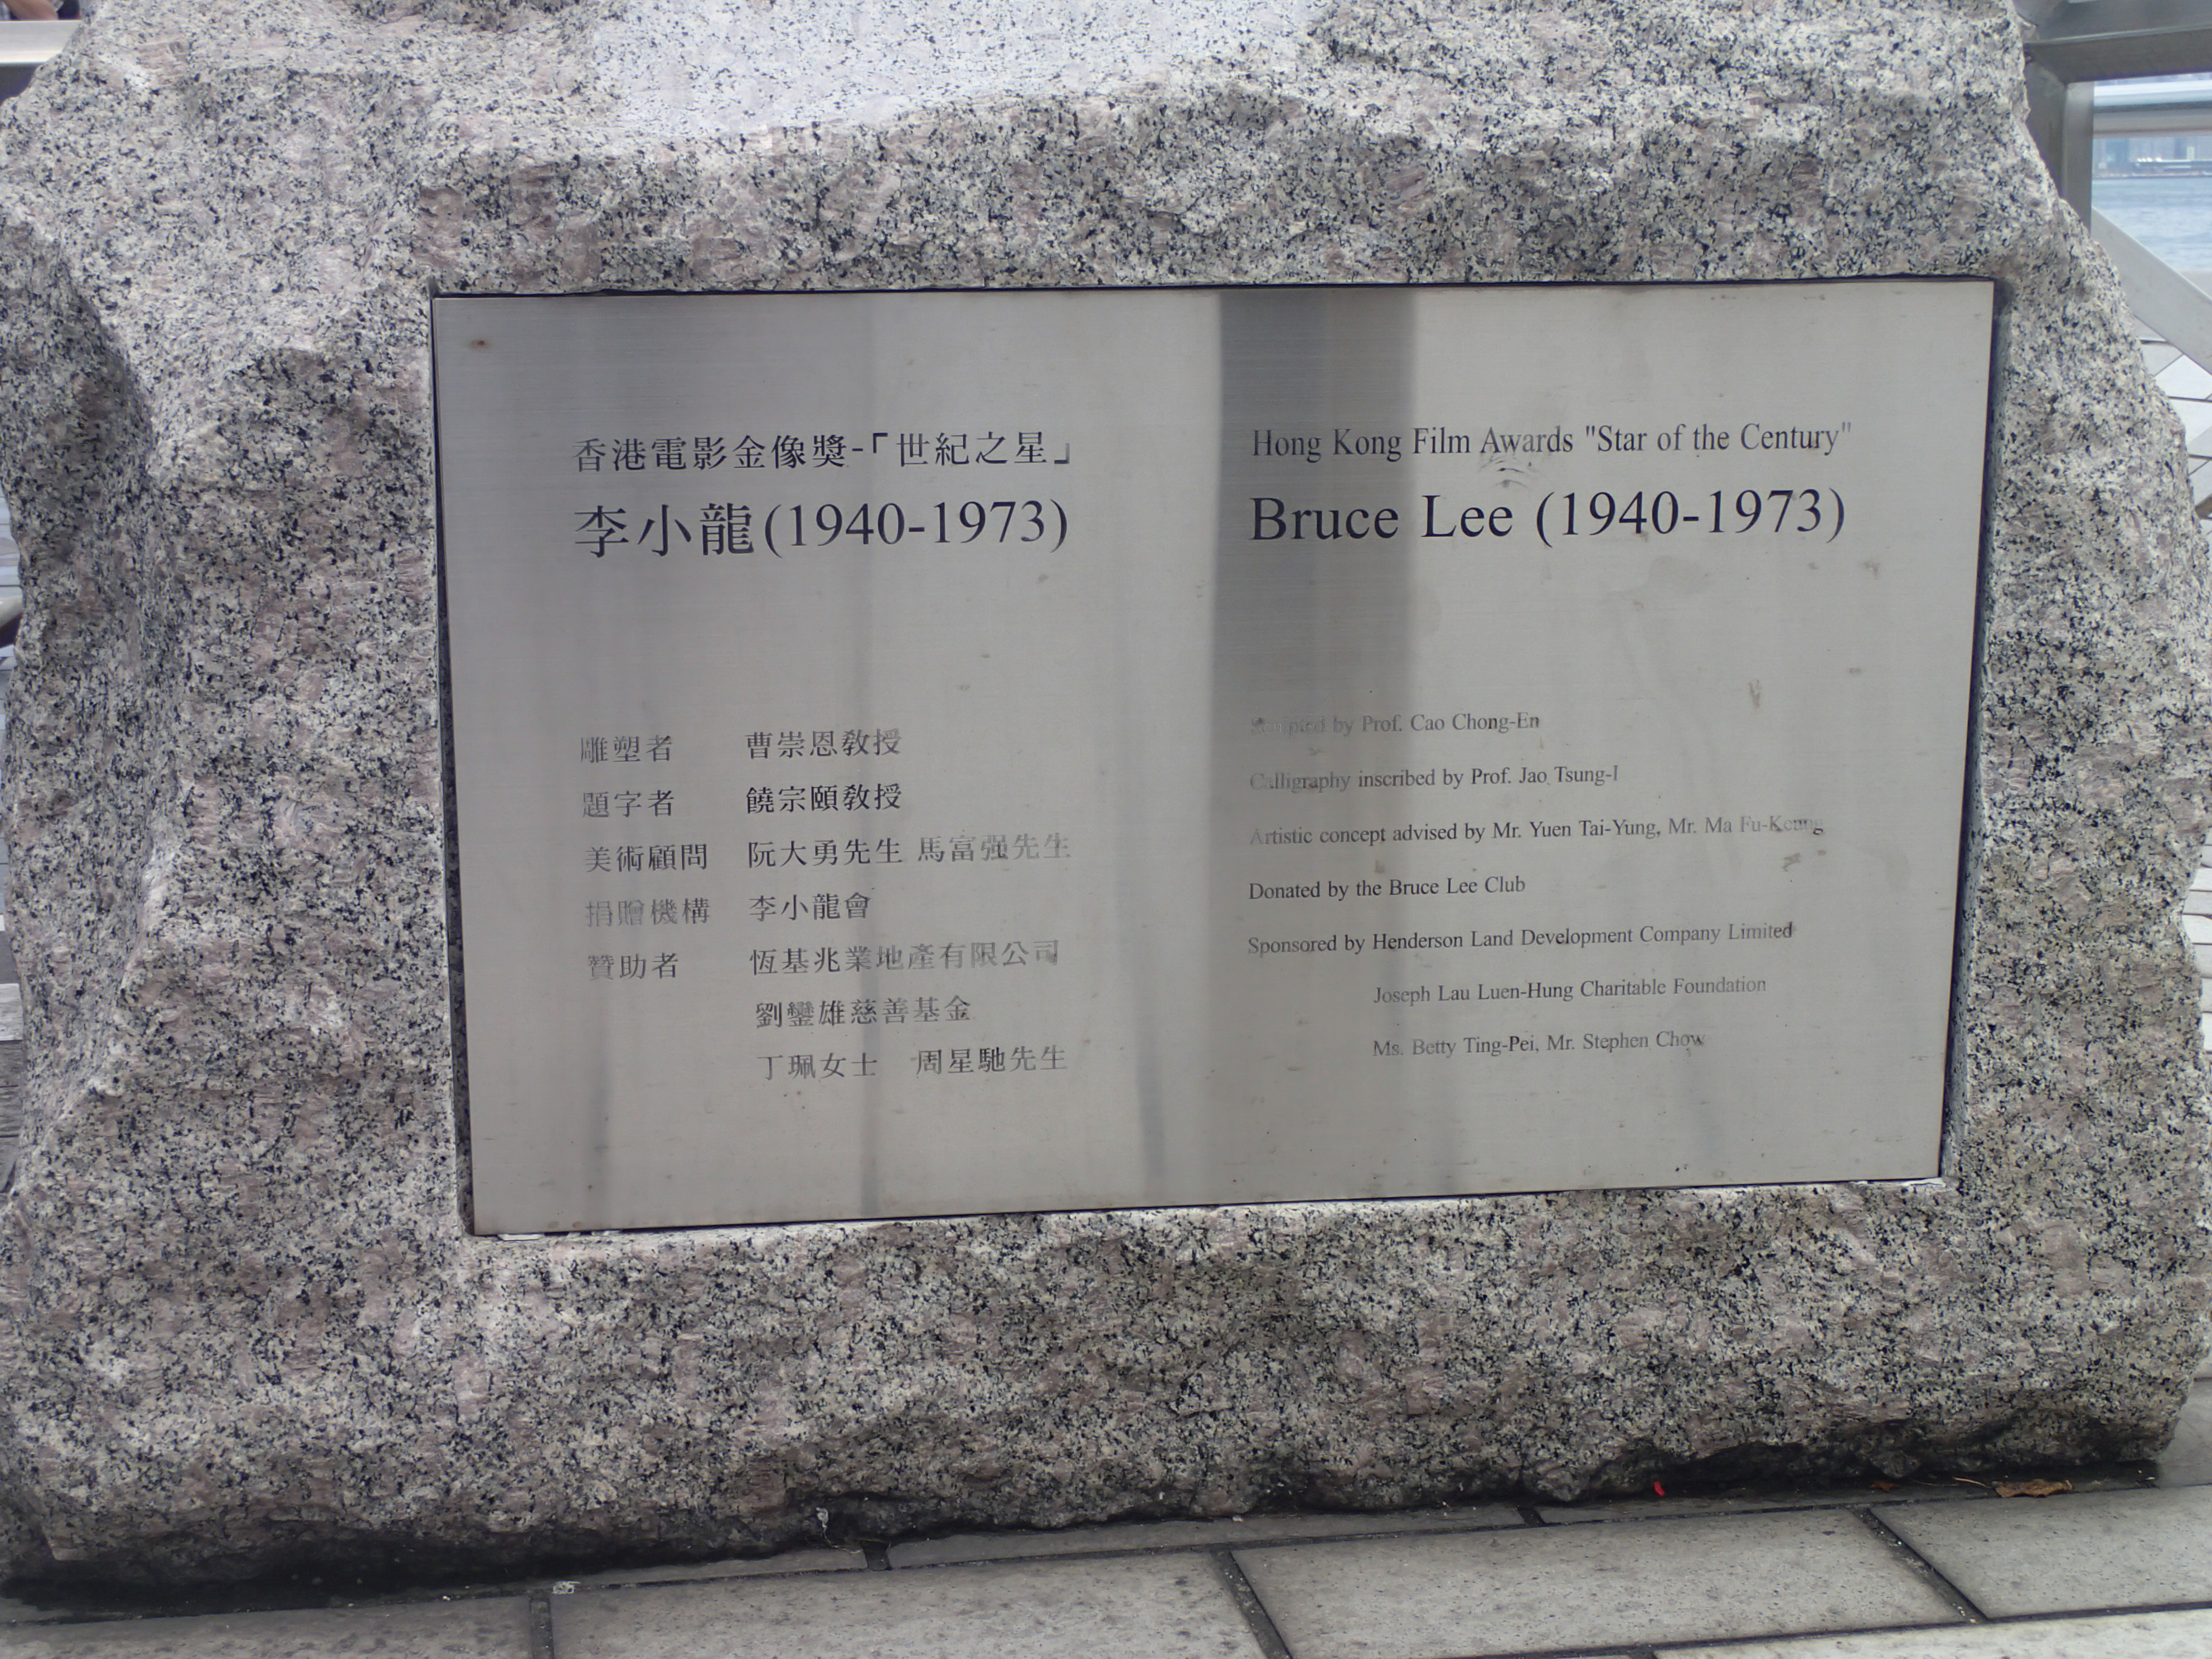 香港電影金像獎-「世紀之星」
李小龍(1940-1973)
雕塑者 曹崇恩教授
題字者 饒宗頤教授
美術顧問 阮大勇先生 馬富强先生
捐贈機構 李小龍會
贊助者 恆基兆業地產有限公司
劉鑾雄慈善基金
丁珮女士 周星馳先生
Hong Kong Film Awards "Star of the Century"
Bruce Lee (1940-1973)
Sculpted by Prof. Cao Chong-En
Calligraphy inscribed by Prof. Jao Tsung-I
Artistic concept advised by Mr. Yuen Tai-Yung, Mr. Ma Fu-Keung
Donated by the Bruce Lee Club
Sponsored by Henderson Land Development Company Limited
Joseph Lau Luen-Hung Charitable Foundation
Ms. Betty Ting-Pei, Mr. Stephen Chow